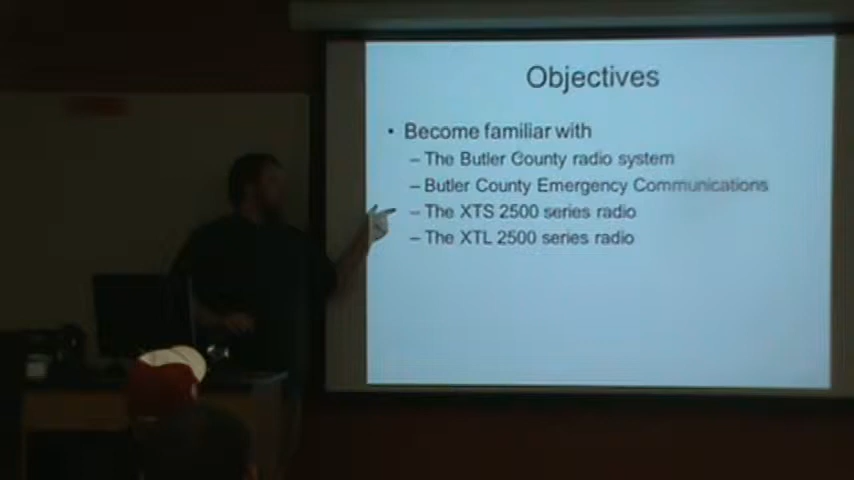 Objectives
• Become familiar with
– The Butler County radio system
– Butler County Emergency Communications
– The XTS 2500 series radio
– The XTL 2500 series radio